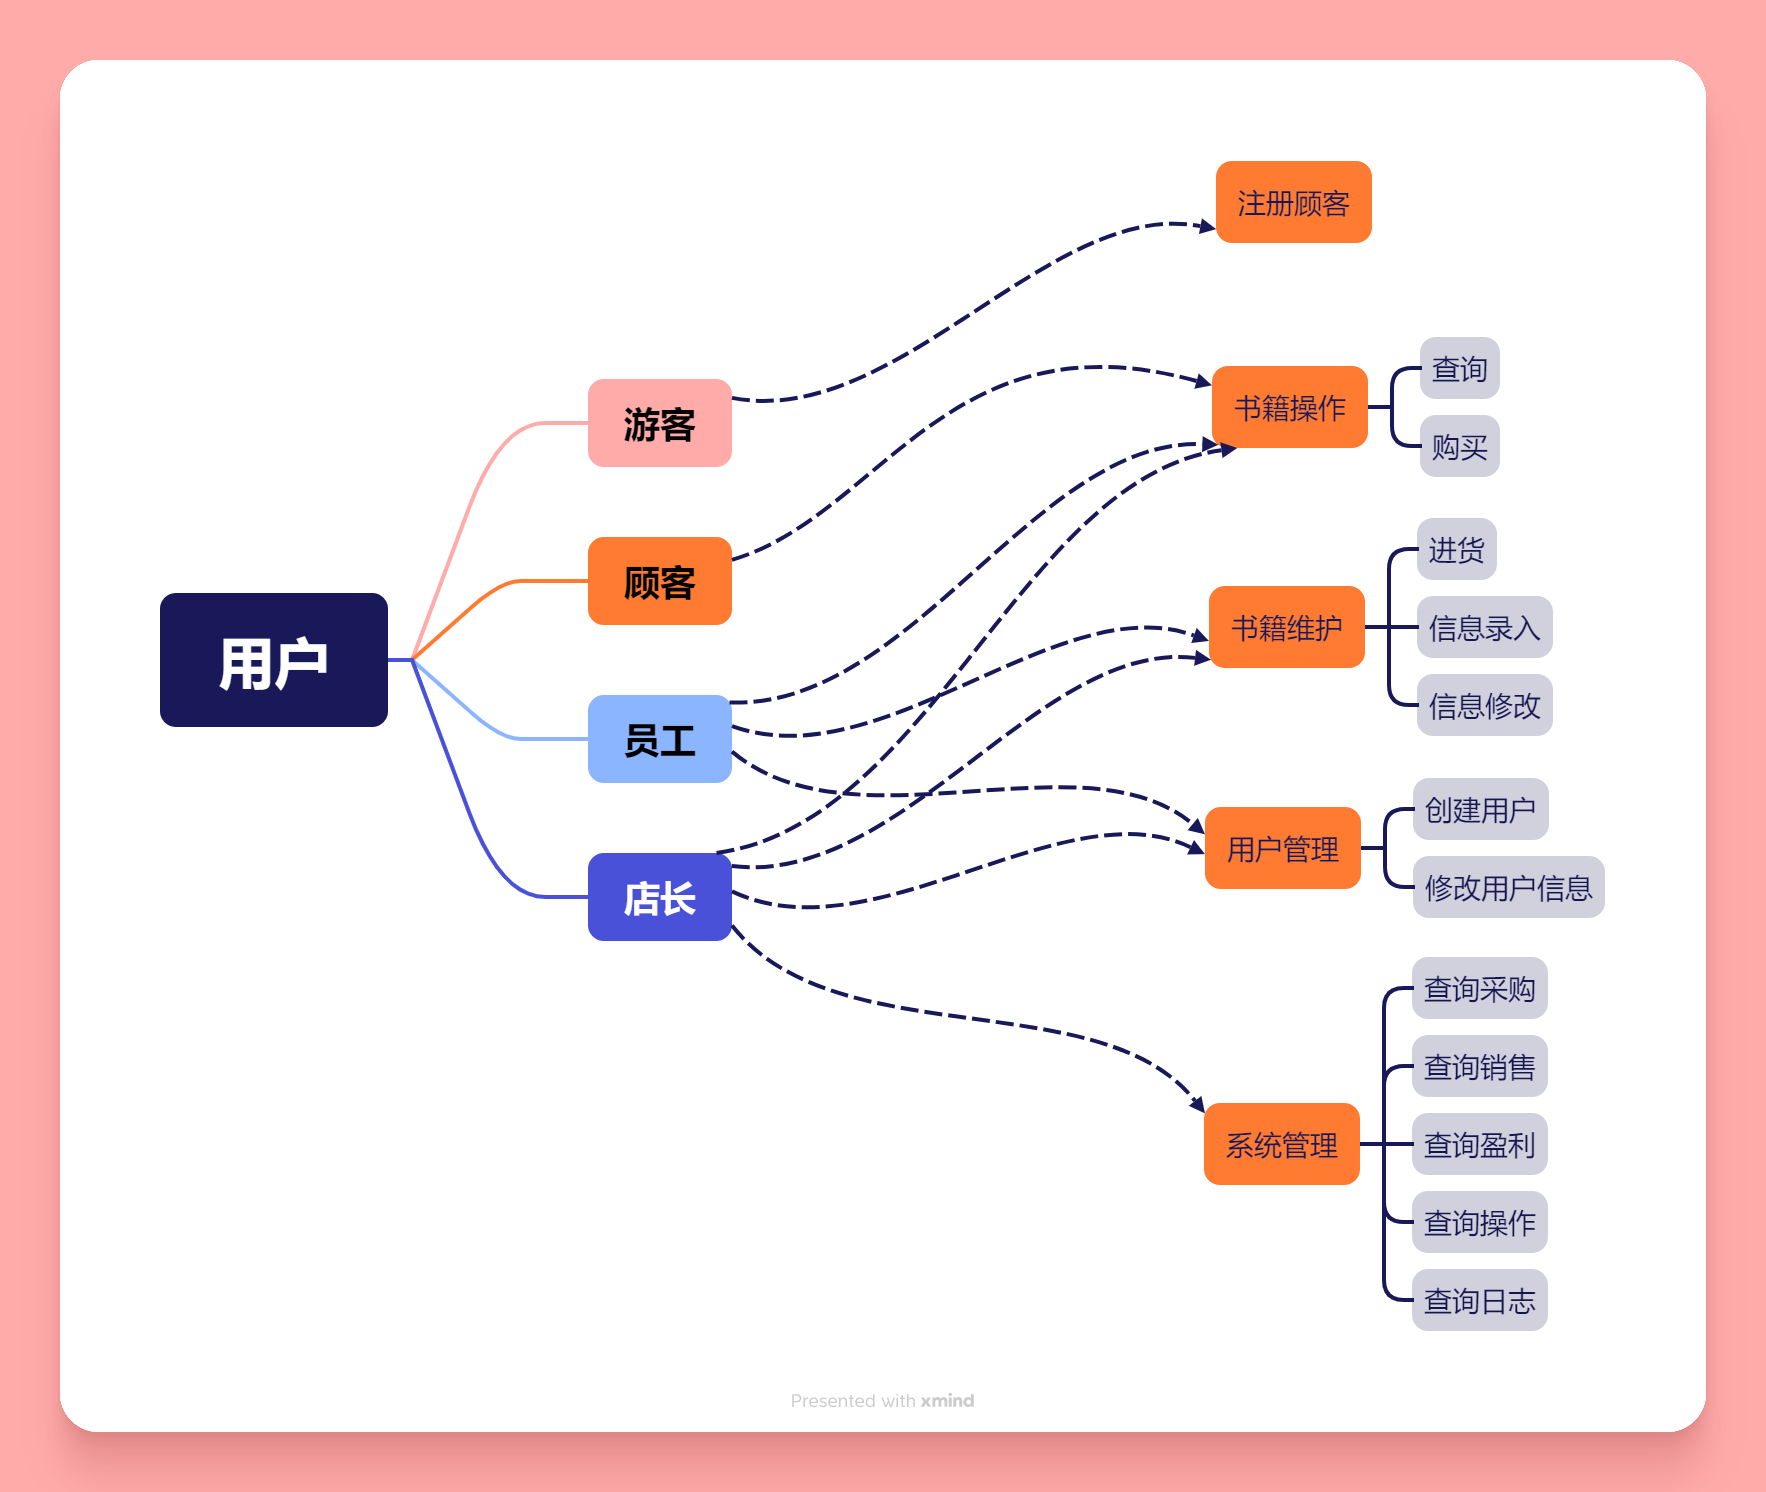 用户
游客
顾客
员工
店长
注册顾客
书籍操作
查询
购买
书籍维护
进货
信息录入
信息修改
用户管理
创建用户
修改用户信息
系统管理
查询采购
查询销售
查询盈利
查询操作
查询日志
Presented with xmind